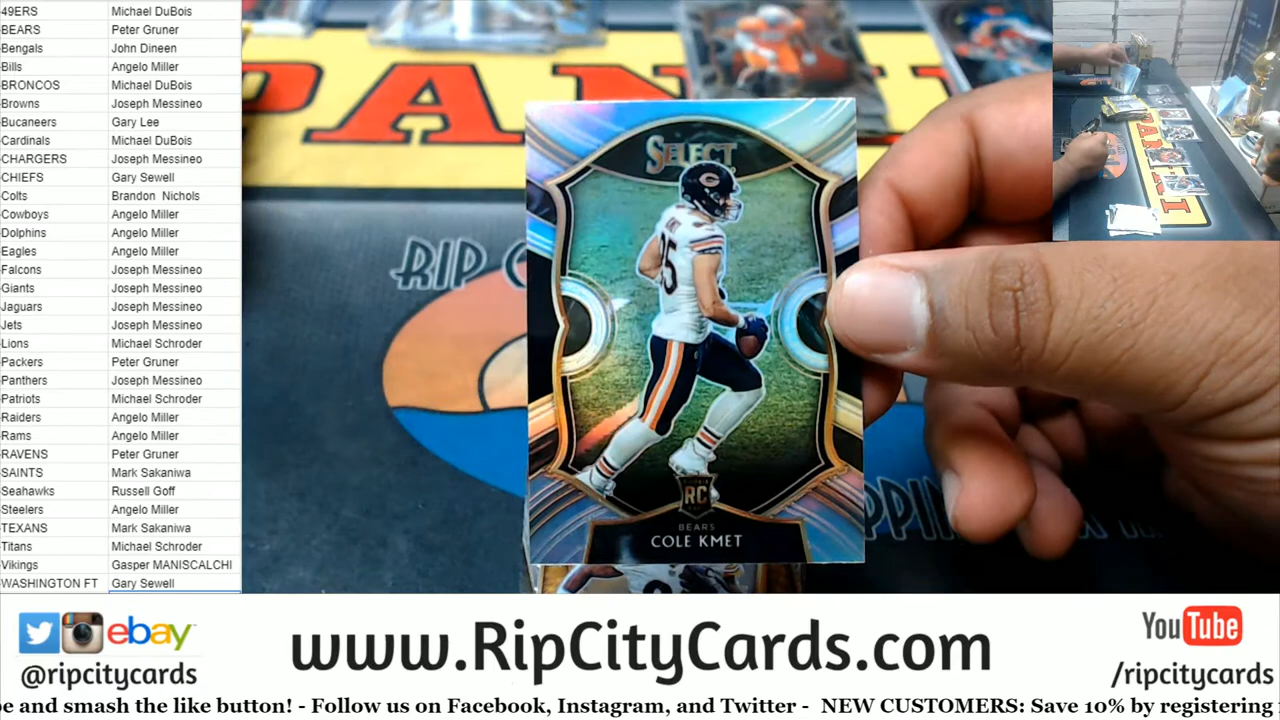 49ERS Michael DuBois
BEARS Peter Gruner
Bengals John Dineen
Bills Angelo Miller
BRONCOS Michael DuBois
Browns Joseph Messineo
Bucaneers Gary Lee
Cardinals Michael DuBois
CHARGERS Joseph Messineo
CHIEFS Gary Sewell
Colts Brandon Nichols
Cowboys Angelo Miller
Dolphins Angelo Miller
Eagles Angelo Miller
Falcons Joseph Messineo
Giants Joseph Messineo
Jaguars Joseph Messineo
Jets Joseph Messineo
Lions Michael Schroder
Packers Peter Gruner
Panthers Joseph Messineo
Patriots Michael Schroder
Raiders Angelo Miller
Rams Angelo Miller
RAVENS Peter Gruner
SAINTS Mark Sakaniwa
Seahawks Russell Goff
Steelers Angelo Miller
TEXANS Mark Sakaniwa
Titans Michael Schroder
Vikings Gasper MANISCALCHI
WASHINGTON FT Gary Sewell
PANINI
RIP C
SELECT
C
85
RC
BEARS
COLE KMET
ebay
@ripcitycards
www.RipCityCards.com
YouTube
/ripcitycards
e and smash the like button! - Follow us on Facebook, Instagram, and Twitter - NEW CUSTOMERS: Save 10% by registering